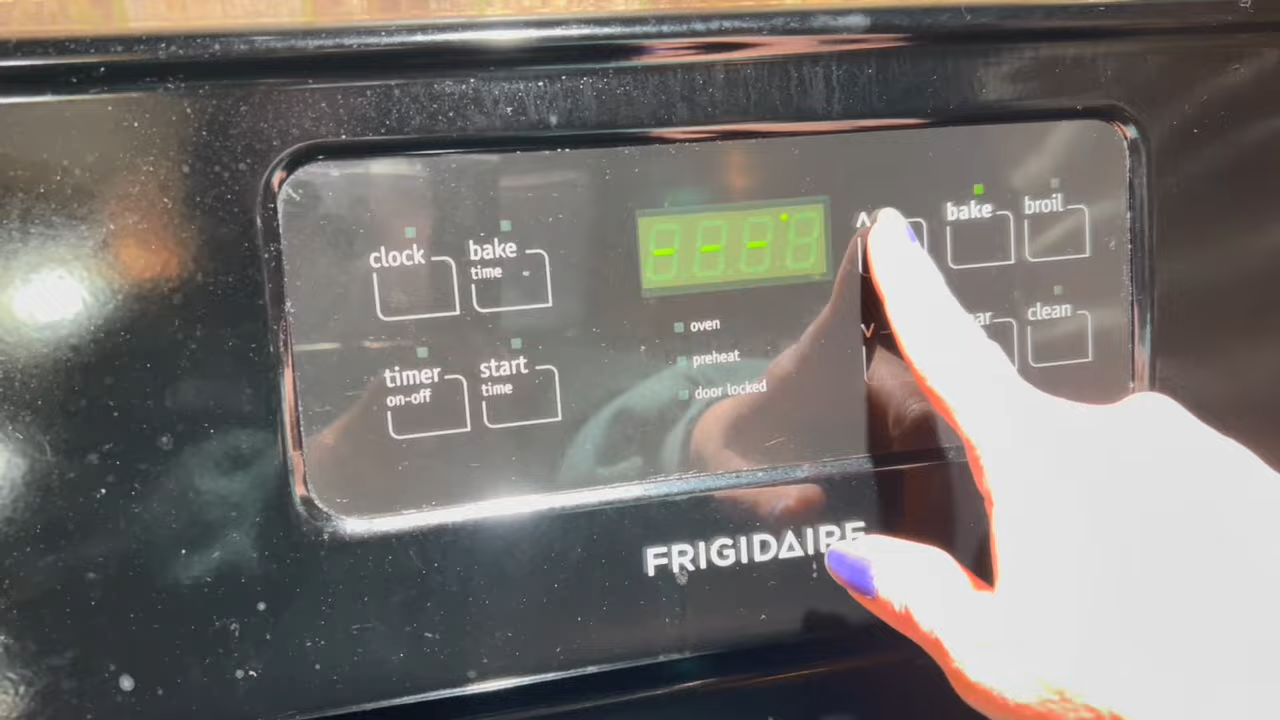 clock
bake
time
timer
on-off
start
time
- - -
oven
preheat
door locked
bake
broil
clean
FRIGIDAIRE